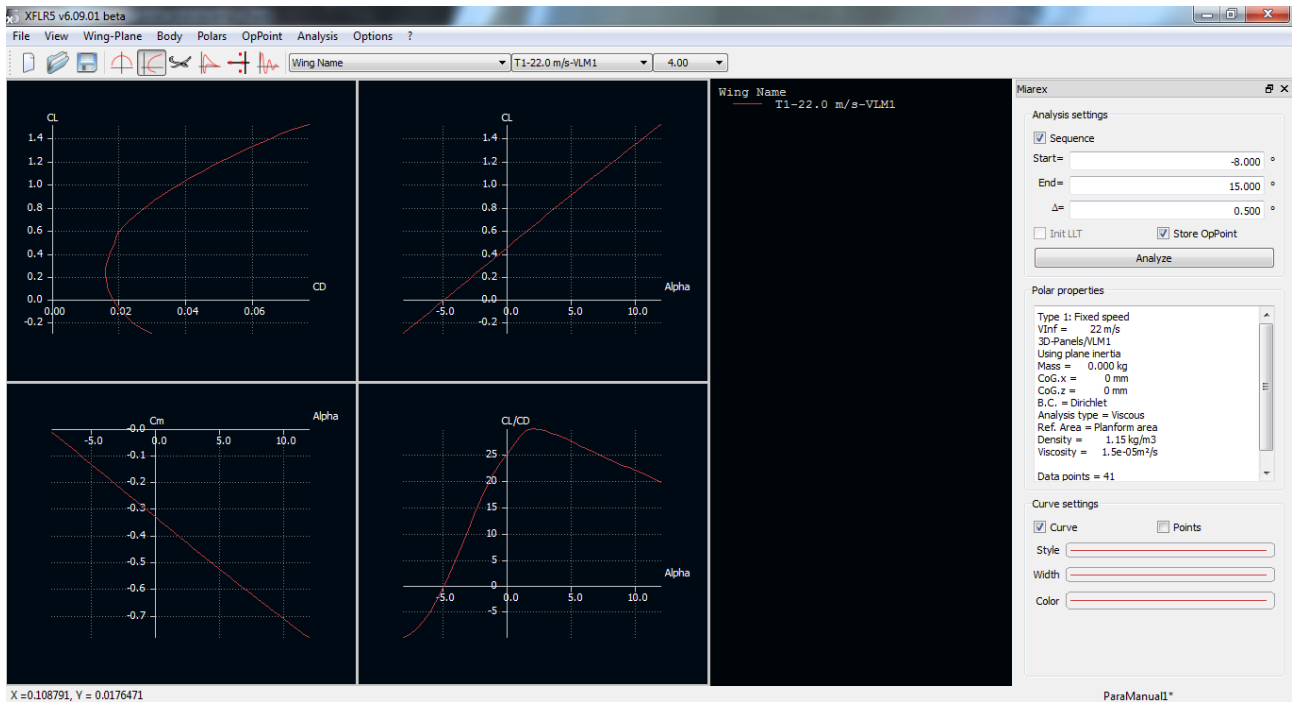 XFLR5 v6.09.01 beta
File View Wing-Plane Body Polars OpPoint Analysis Options ?
Wing Name T1-22.0 m/s-VLM1 4.00
CL
1.4
1.2
1.0
0.8
0.6
0.4
0.2
0.0
-0.2
0.00 0.02 0.04 0.06
CD
CL
1.4
1.2
1.0
0.8
0.6
0.4
0.2
0.0
-0.2
-5.0 0.0 5.0 10.0
Alpha
Cm
Alpha
-0.0
-5.0 0.0 5.0 10.0
-0.1
-0.2
-0.3
-0.4
-0.5
-0.6
-0.7
CL/CD
25
20
15
10
5
0
-5
-5.0 0.0 5.0 10.0
Alpha
Wing Name
T1-22.0 m/s-VLM1
Miarex
Analysis settings
Sequence
Start= -8.000 °
End= 15.000 °
Δ= 0.500 °
Init LLT Store OpPoint
Analyze
Polar properties
Type 1: Fixed speed
VInf = 22 m/s
3D-Panels/VLM1
Using plane inertia
Mass = 0.000 kg
CoG.x = 0 mm
CoG.z = 0 mm
B.C. = Dirichlet
Analysis type = Viscous
Ref. Area = Planform area
Density = 1.15 kg/m3
Viscosity = 1.5e-05m²/s
Data points = 41
Curve settings
Curve Points
Style
Width
Color
X =0.108791, Y = 0.0176471
ParaManual1*